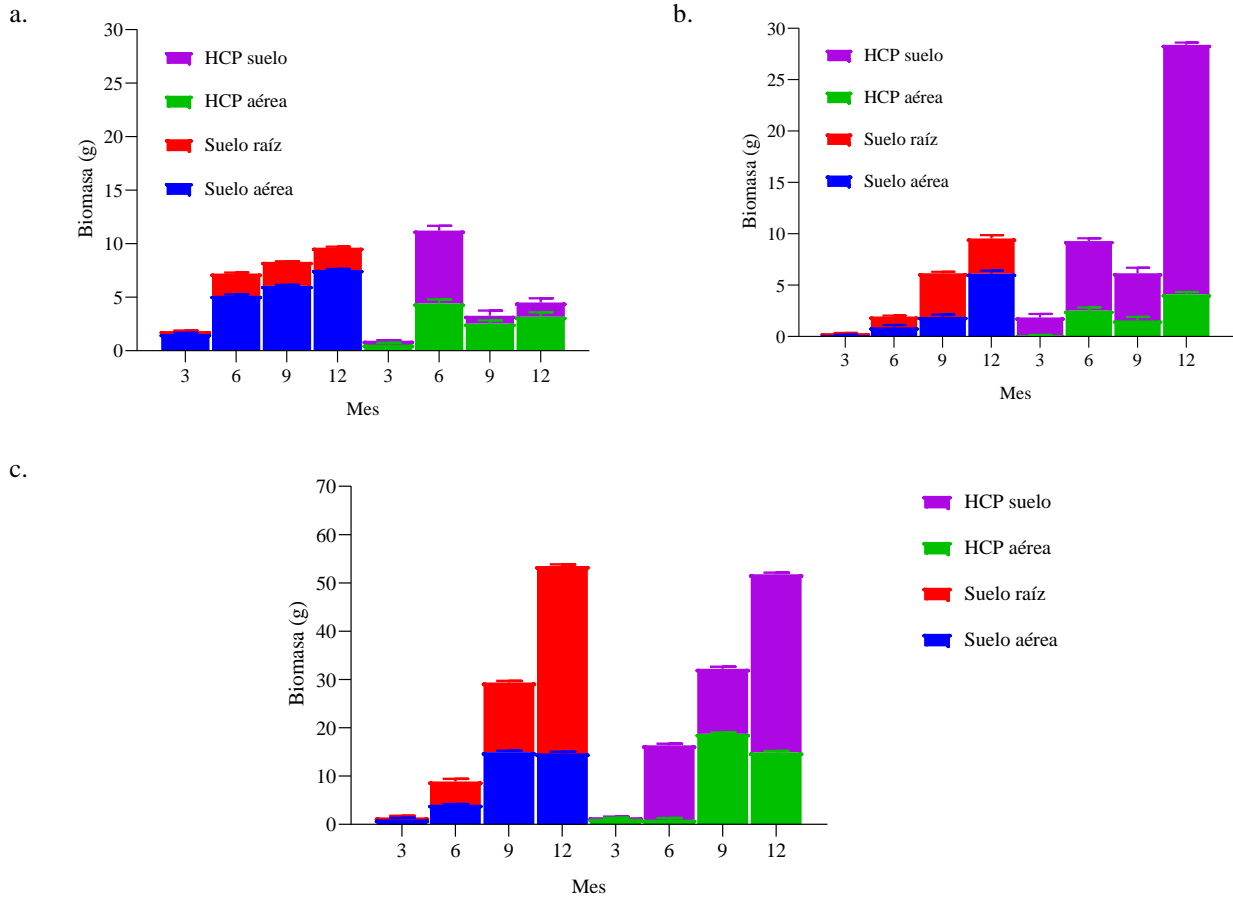 a.
30
25
20
15
10
5
0
Biomasa (g)
HCP suelo
HCP aérea
Suelo raíz
Suelo aérea
3 6 9 12 3 6 9 12
Mes
b.
30
25
20
15
10
5
0
Biomasa (g)
HCP suelo
HCP aérea
Suelo raíz
Suelo aérea
3 6 9 12 3 6 9 12
Mes
c.
70
60
50
40
30
20
10
0
Biomasa (g)
3 6 9 12 3 6 9 12
Mes
HCP suelo
HCP aérea
Suelo raíz
Suelo aérea